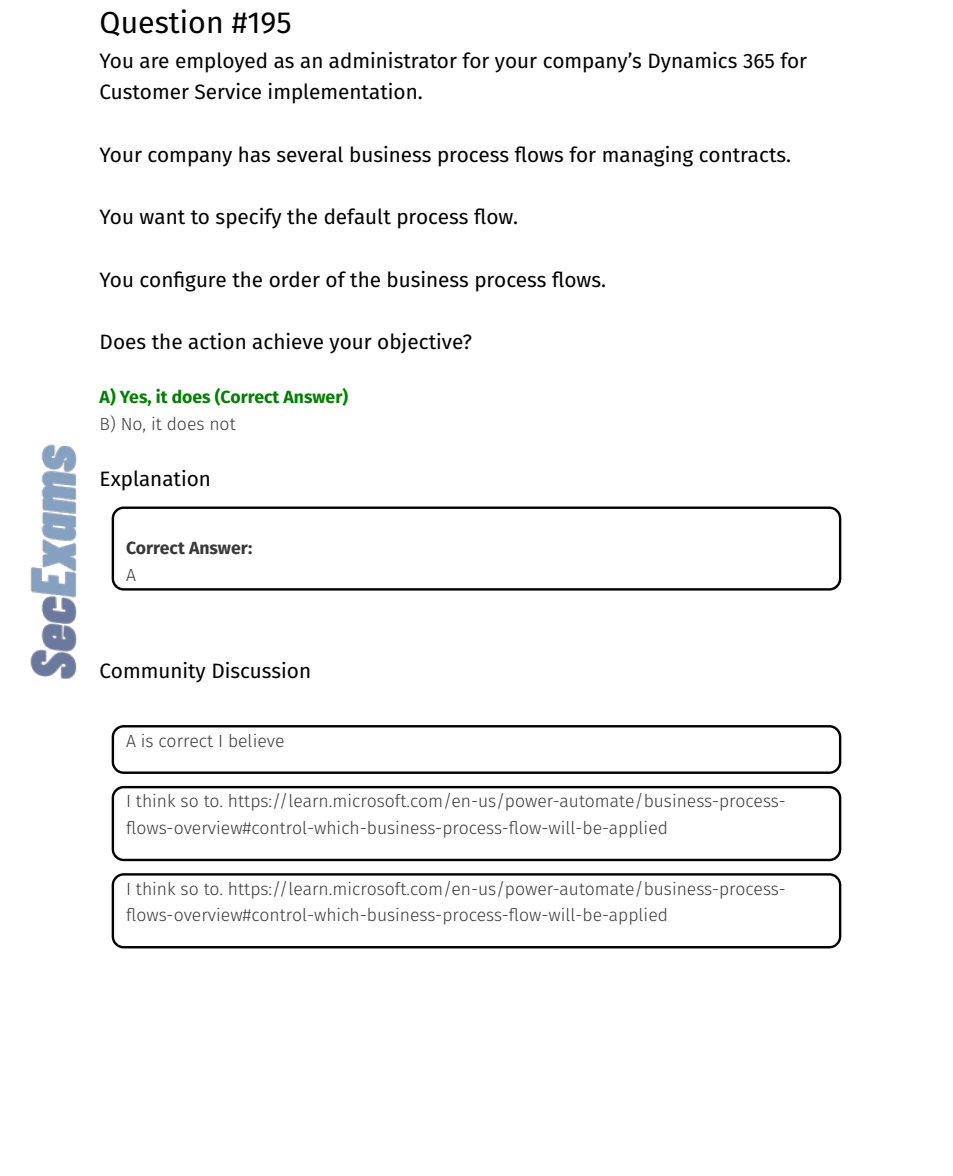 Question #195
You are employed as an administrator for your company’s Dynamics 365 for
Customer Service implementation.
Your company has several business process flows for managing contracts.
You want to specify the default process flow.
You configure the order of the business process flows.
Does the action achieve your objective?
A) Yes, it does (Correct Answer)
B) No, it does not
SecExams
Explanation
Correct Answer:
A
Community Discussion
A is correct I believe
I think so to. https://learn.microsoft.com/en-us/power-automate/business-process-
flows-overview#control-which-business-process-flow-will-be-applied
I think so to. https://learn.microsoft.com/en-us/power-automate/business-process-
flows-overview#control-which-business-process-flow-will-be-applied